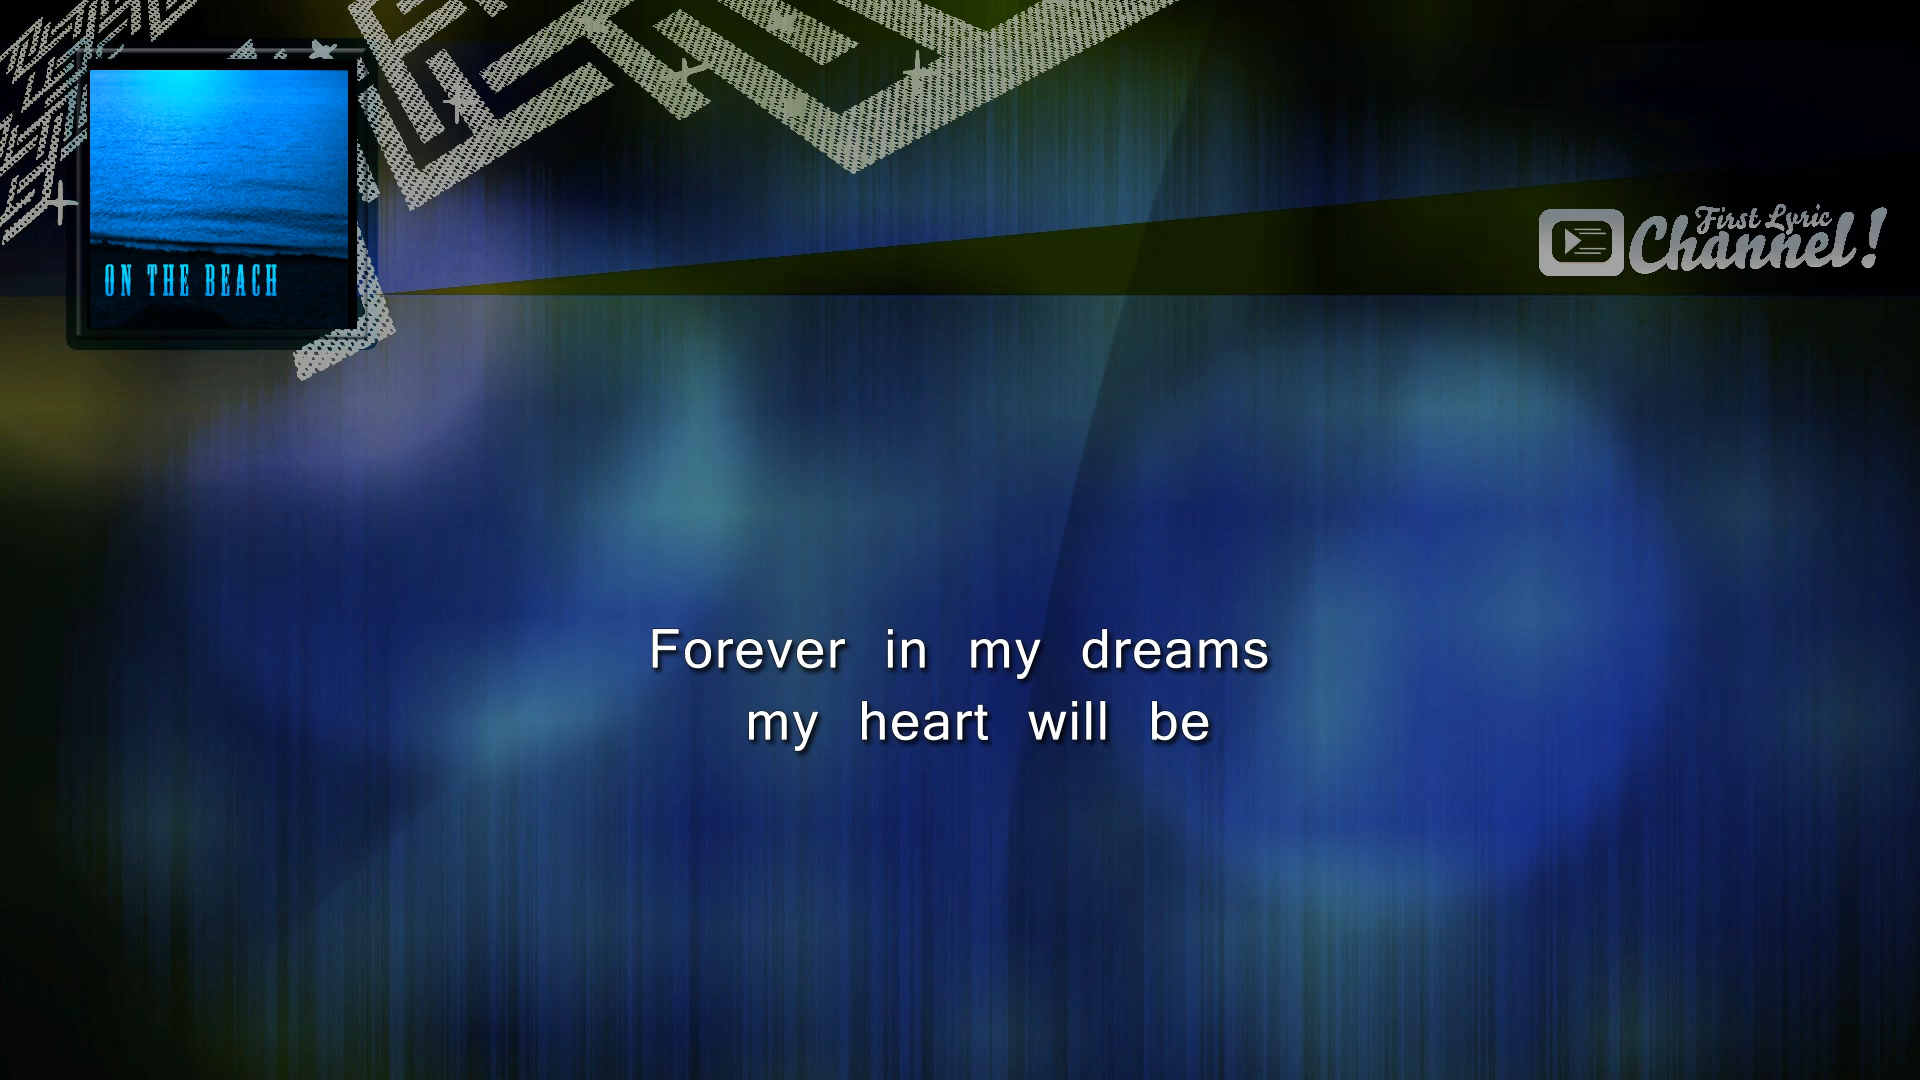 ON THE BEACH
First Lyric
Channel!
Forever in my dreams
my heart will be